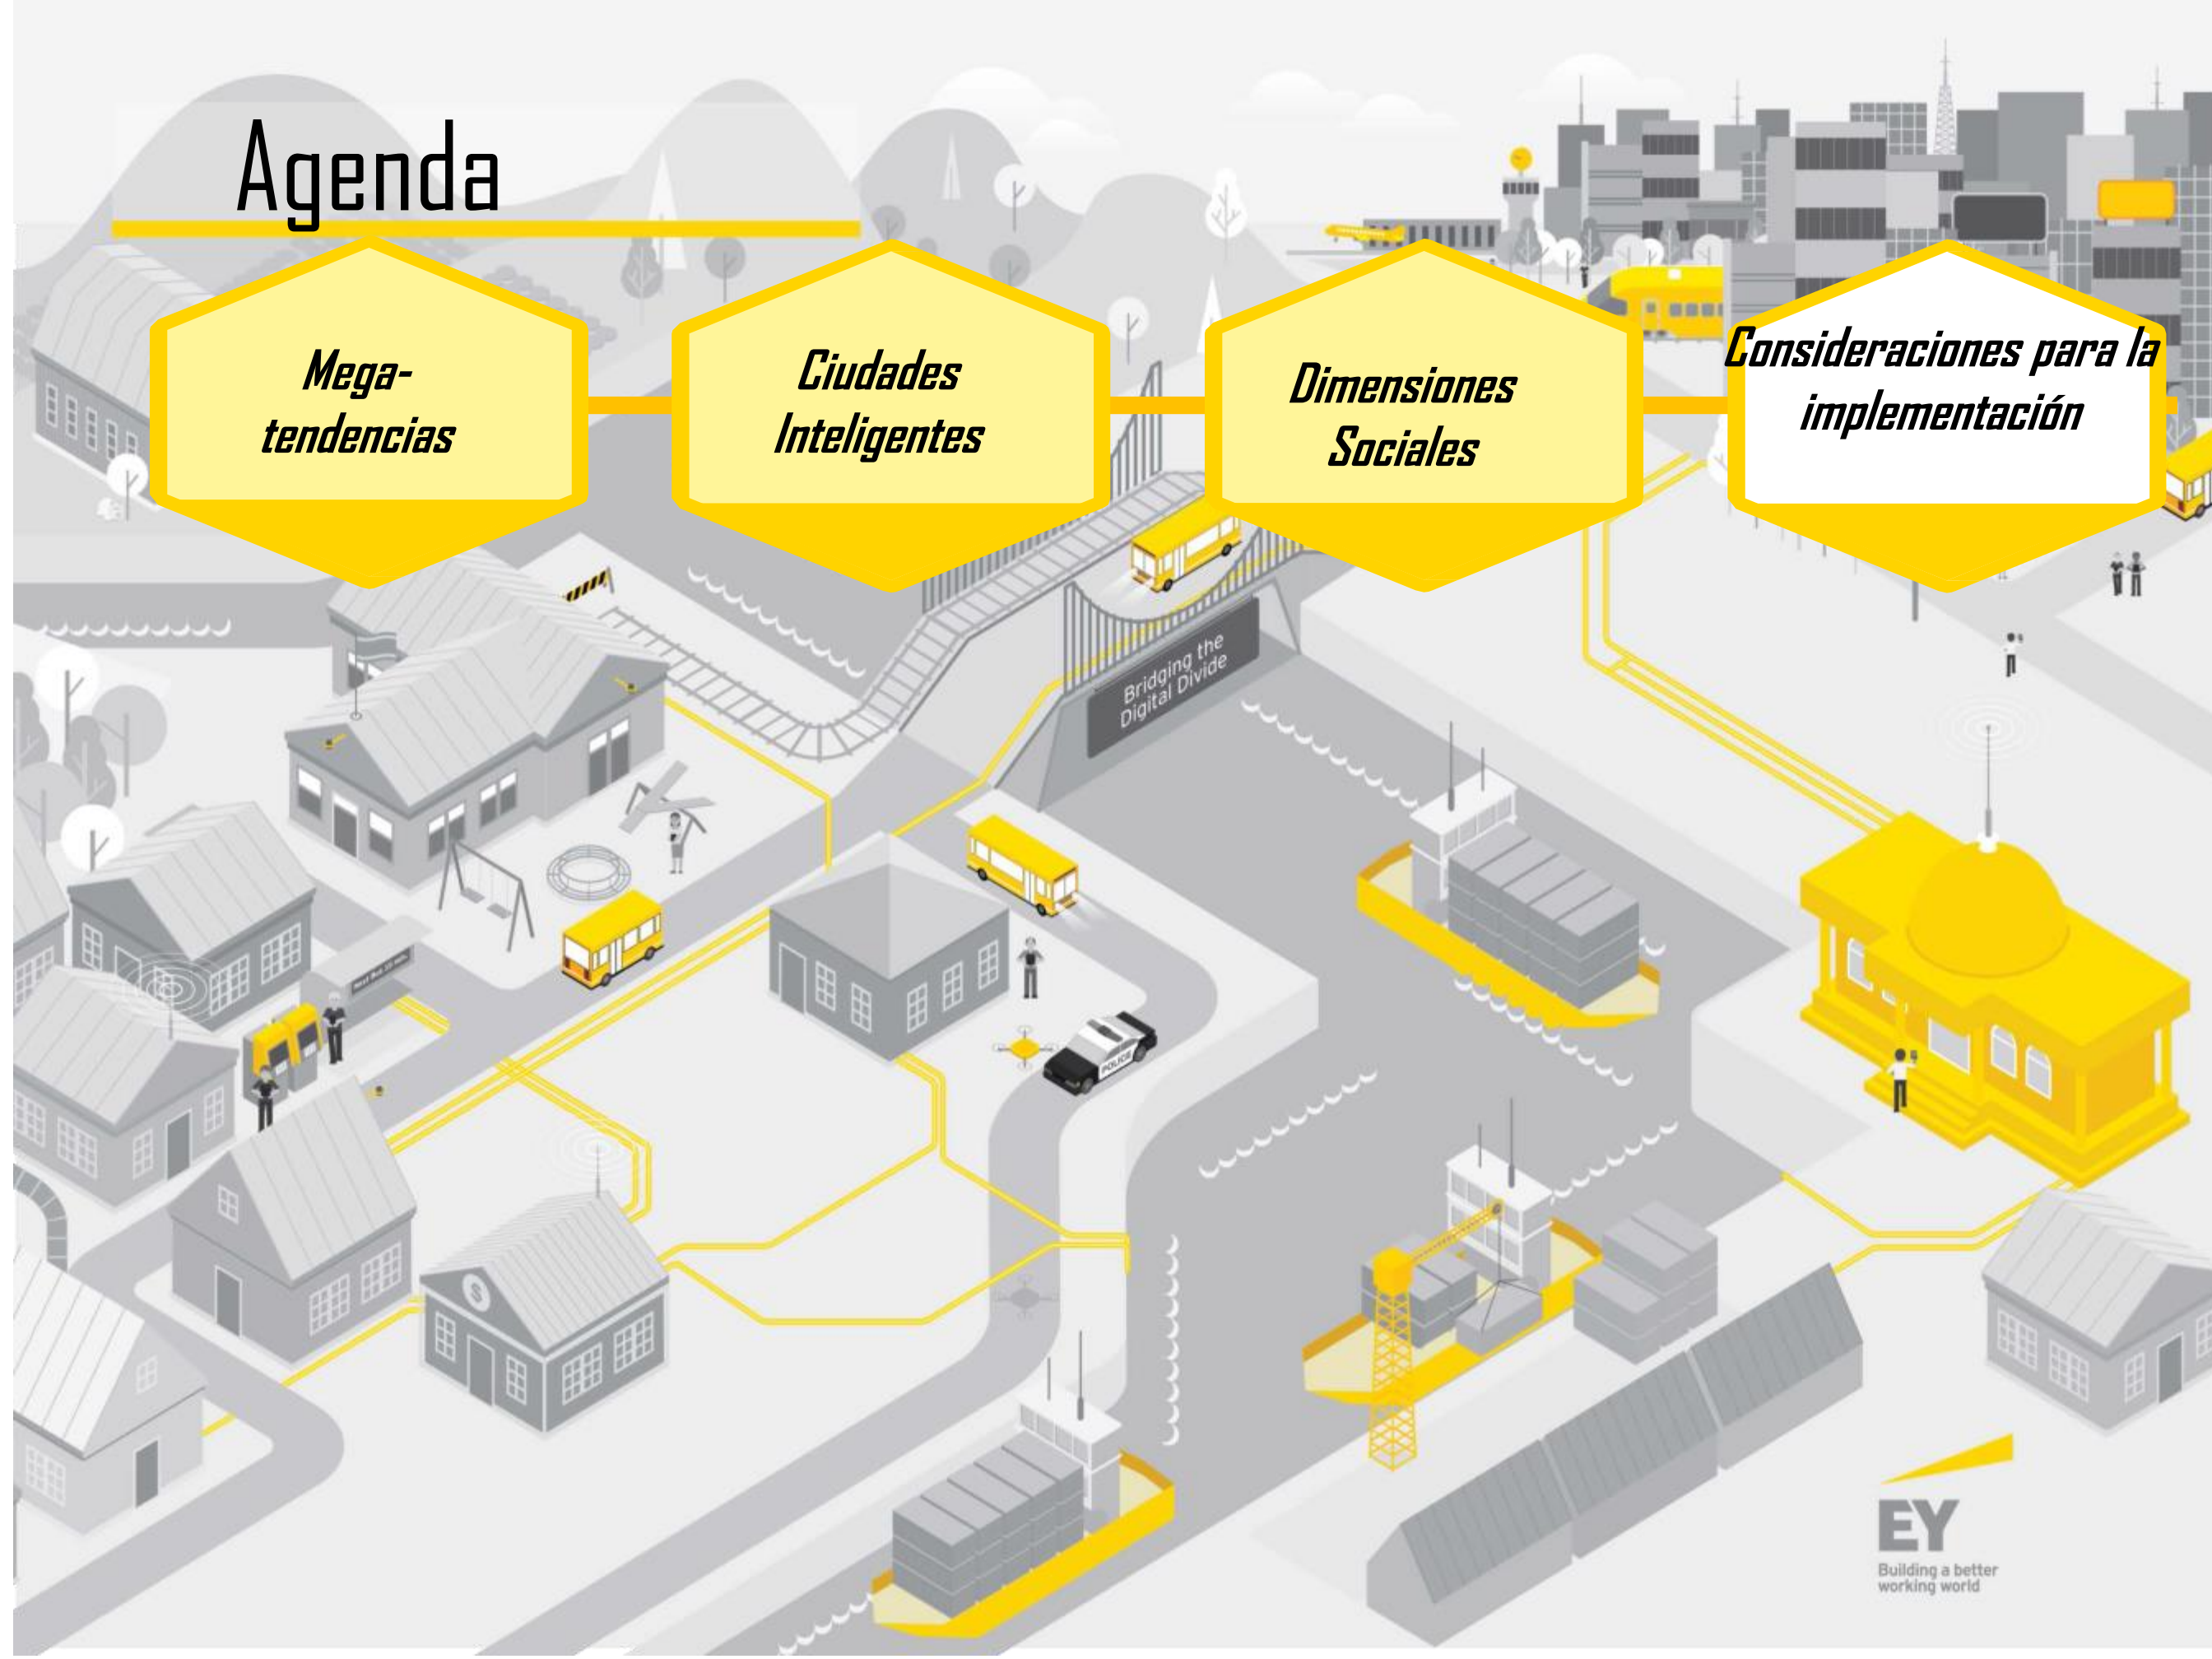 Agenda
Mega-
tendencias
Ciudades
Inteligentes
Dimensiones
Sociales
Consideraciones para la
implementación
Bridging the
Digital Divide
POLICE
$
EY
Building a better
working world